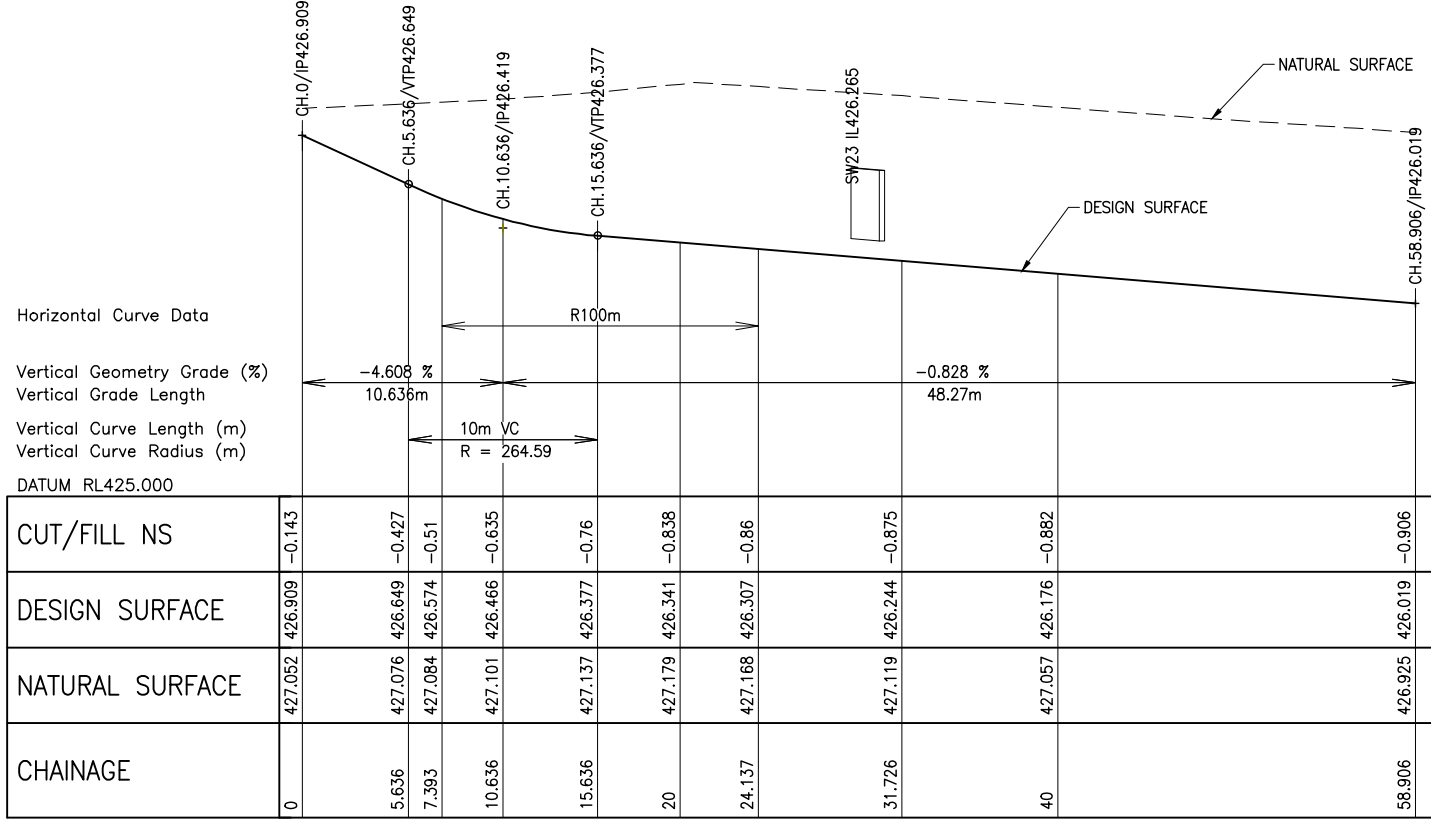 CH.0/IP426.909
CH.5.636/VTP426.649
CH.10.636/IP426.419
CH.15.636/VTP426.377
SW23 IL426.265
NATURAL SURFACE
CH.58.906/IP426.019
DESIGN SURFACE
Horizontal Curve Data
R100m
Vertical Geometry Grade (%)
-4.608 %
-0.828 %
Vertical Grade Length
10.636m
48.27m
Vertical Curve Length (m)
10m VC
Vertical Curve Radius (m)
R = 264.59
DATUM RL425.000
CUT/FILL NS -0.143 -0.427 -0.51 -0.635 -0.76 -0.838 -0.86 -0.875 -0.882 -0.906
DESIGN SURFACE 426.909 426.649 426.574 426.466 426.377 426.341 426.307 426.244 426.176 426.019
NATURAL SURFACE 427.052 427.076 427.084 427.101 427.137 427.179 427.168 427.119 427.057 426.925
CHAINAGE 0 5.636 7.393 10.636 15.636 20 24.137 31.726 40 58.906